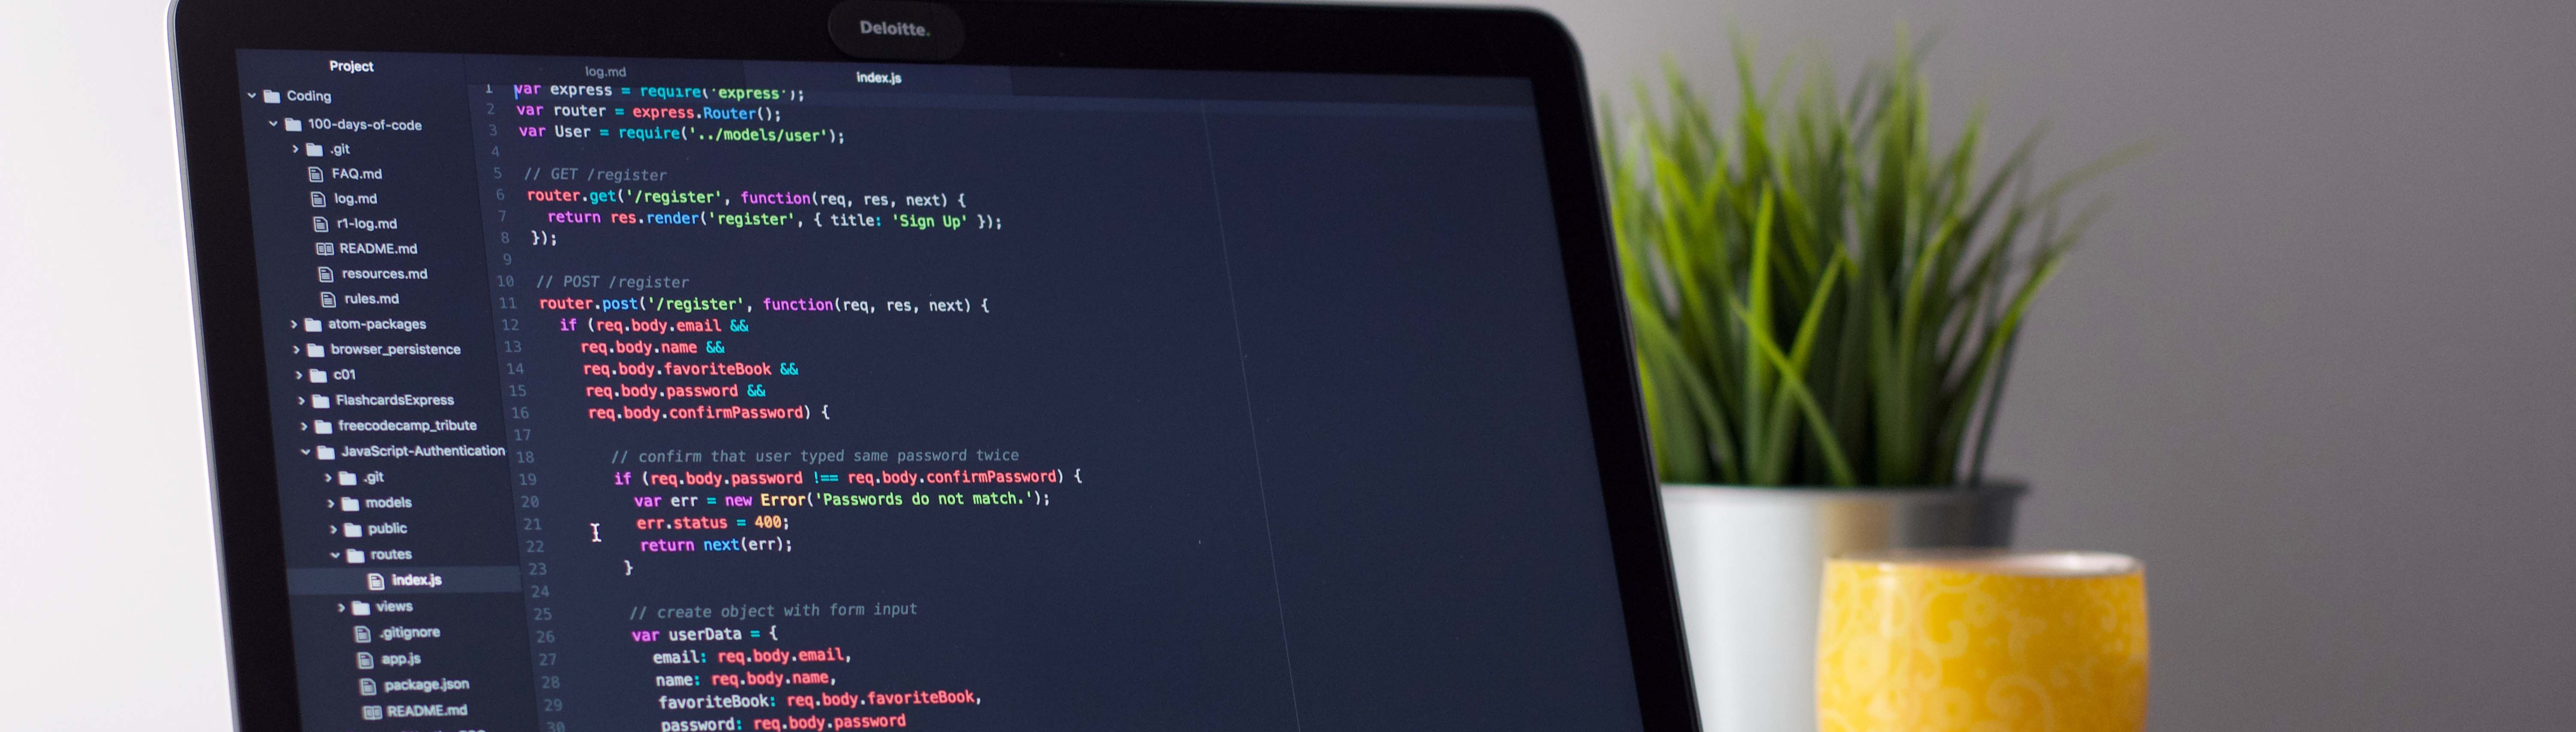 Deloitte.
Project
log.md
index.js
Coding
100-days-of-code
.git
FAQ.md
log.md
r1-log.md
README.md
resources.md
rules.md
atom-packages
browser_persistence
c01
FlashcardsExpress
freecodecamp_tribute
JavaScript-Authentication
.git
models
public
routes
index.js
views
.gitignore
app.js
package.json
README.md
1 var express = require('express');
2 var router = express.Router();
3 var User = require('../models/user');
4
5 // GET /register
6 router.get('/register', function(req, res, next) {
7 return res.render('register', { title: 'Sign Up' });
8 });
9
10 // POST /register
11 router.post('/register', function(req, res, next) {
12 if (req.body.email &&
13 req.body.name &&
14 req.body.favoriteBook &&
15 req.body.password &&
16 req.body.confirmPassword) {
17
18 // confirm that user typed same password twice
19 if (req.body.password !== req.body.confirmPassword) {
20 var err = new Error('Passwords do not match.');
21 err.status = 400;
22 return next(err);
23 }
24
25 // create object with form input
26 var userData = {
27 email: req.body.email,
28 name: req.body.name,
29 favoriteBook: req.body.favoriteBook,
30 password: req.body.password